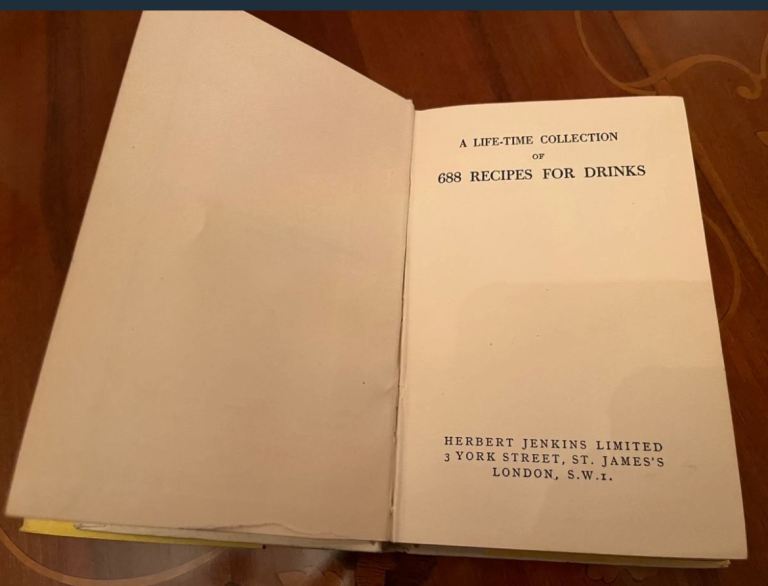 A LIFE-TIME COLLECTION
OF
688 RECIPES FOR DRINKS
HERBERT JENKINS LIMITED
3 YORK STREET, ST. JAMES'S
LONDON, S.W.1.